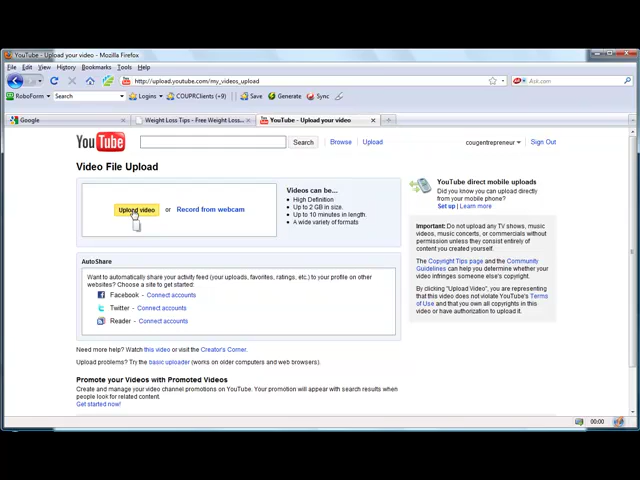 YouTube - Upload your video - Mozilla Firefox
File Edit View History Bookmarks Tools Help
http://upload.youtube.com/my_videos_upload
Ask.com
RoboForm Search Logins COUPRClients (+9) Save Generate Sync
Google Weight Loss Tips - Free Weight Loss... YouTube - Upload your video
YouTube Search Browse Upload cougentrepreneur Sign Out
Video File Upload
Upload video or Record from webcam
Videos can be...
High Definition
Up to 2 GB in size.
Up to 10 minutes in length.
A wide variety of formats
YouTube direct mobile uploads
Did you know you can upload directly
from your mobile phone?
Set up | Learn more
Important: Do not upload any TV shows, music
videos, music concerts, or commercials without
permission unless they consist entirely of
content you created yourself.
The Copyright Tips page and the Community
Guidelines can help you determine whether your
video infringes someone else's copyright.
By clicking "Upload Video", you are representing
that this video does not violate YouTube's Terms
of Use and that you own all copyrights in this
video or have authorization to upload it.
AutoShare
Want to automatically share your activity feed (your uploads, favorites, ratings, etc.) to your profile on other
websites? Choose a site to get started:
Facebook - Connect accounts
Twitter - Connect accounts
Reader - Connect accounts
Need more help? Watch this video or visit the Creator's Corner.
Upload problems? Try the basic uploader (works on older computers and web browsers).
Promote your Videos with Promoted Videos
Create and manage your video channel promotions on YouTube. Your promotion will appear with search results when
people look for related content.
Get started now!
00:00